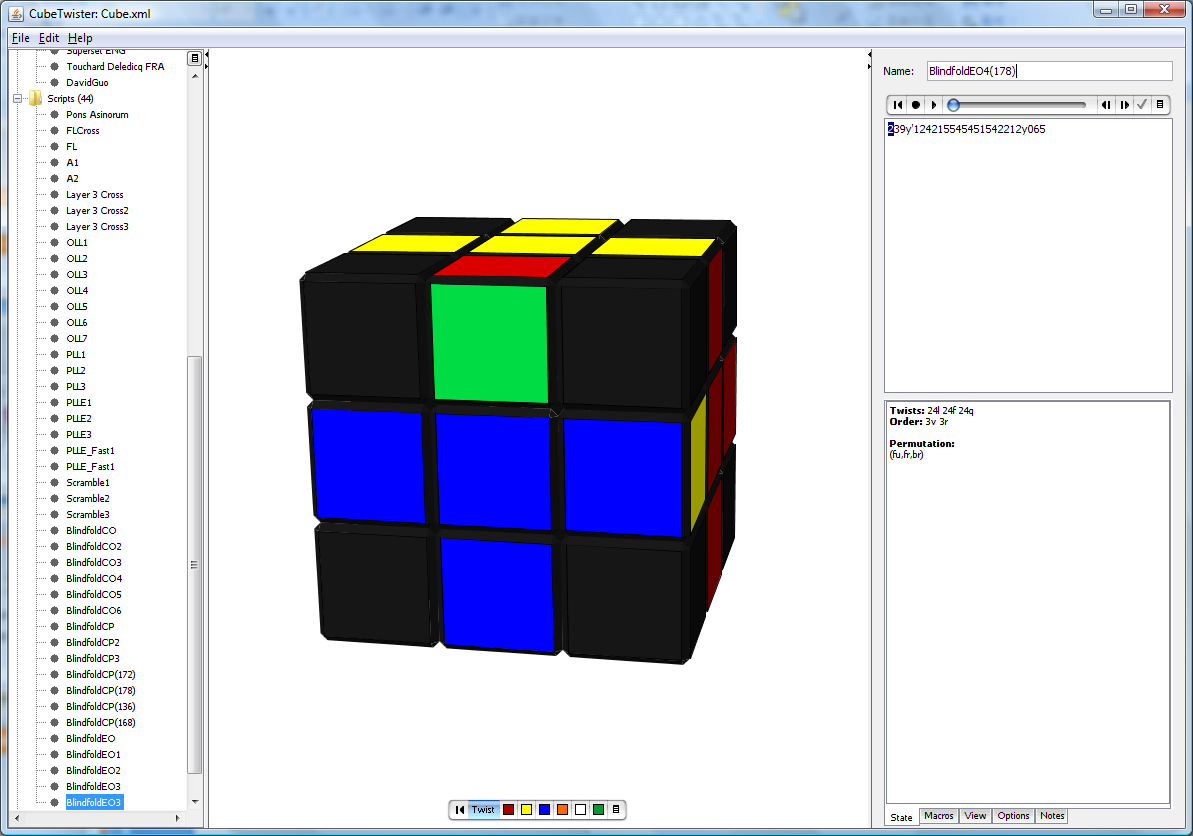 CubeTwister: Cube.xml
File Edit Help
Superset ENG
Touchard Deledicq FRA
DavidGuo
Scripts (44)
Pons Asinorum
FLCross
FL
A1
A2
Layer 3 Cross
Layer 3 Cross2
Layer 3 Cross3
OLL1
OLL2
OLL3
OLL4
OLL5
OLL6
OLL7
PLL1
PLL2
PLL3
PLLE1
PLLE2
PLLE3
PLLE_Fast1
PLLE_Fast1
Scramble1
Scramble2
Scramble3
BlindfoldCO
BlindfoldCO2
BlindfoldCO3
BlindfoldCO4
BlindfoldCO5
BlindfoldCO6
BlindfoldCP
BlindfoldCP2
BlindfoldCP3
BlindfoldCP(172)
BlindfoldCP(178)
BlindfoldCP(136)
BlindfoldCP(168)
BlindfoldEO
BlindfoldEO1
BlindfoldEO2
BlindfoldEO3
BlindfoldEO3
Twist
Name: BlindfoldEO4(178)
239y'124215545451542212y065
Twists: 24l 24f 24q
Order: 3v 3r
Permutation:
(fu,fr,br)
State Macros View Options Notes